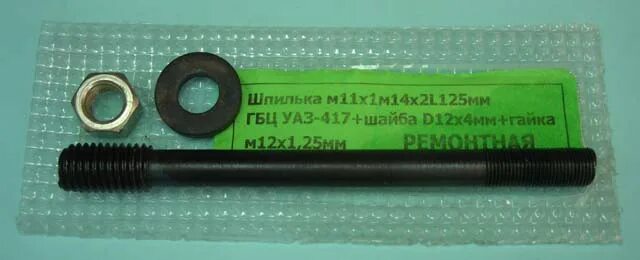 Шпилька м11х1м14х2L125мм
ГБЦ УАЗ-417+шайба D12х4мм+гайка
м12х1,25мм РЕМОНТНАЯ